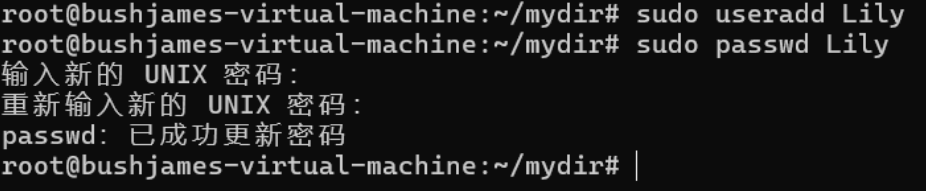 root@bushjames-virtual-machine:~/mydir# sudo useradd Lily
root@bushjames-virtual-machine:~/mydir# sudo passwd Lily
输入新的 UNIX 密码：
重新输入新的 UNIX 密码：
passwd：已成功更新密码
root@bushjames-virtual-machine:~/mydir#